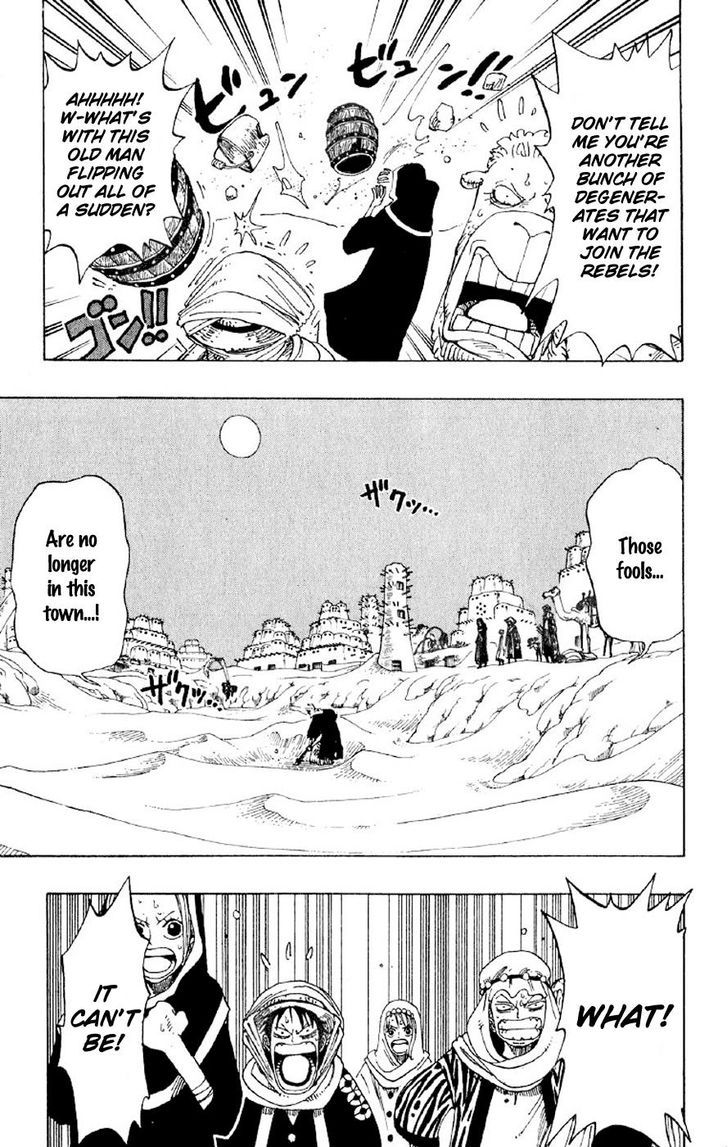 DON'T TELL
ME YOU'RE
ANOTHER
BUNCH OF
DEGENER-
ATES THAT
WANT TO
JOIN THE
REBELS!
ビュン!!
ビュン
AHHHHH!
W-WHAT'S
WITH THIS
OLD MAN
FLIPPING
OUT ALL OF
A SUDDEN?
ゴン!!
Those
fools...
ザクッ...
Are no
longer
in this
town...!
ザクッ...
WHAT!
IT
CAN'T
BE!